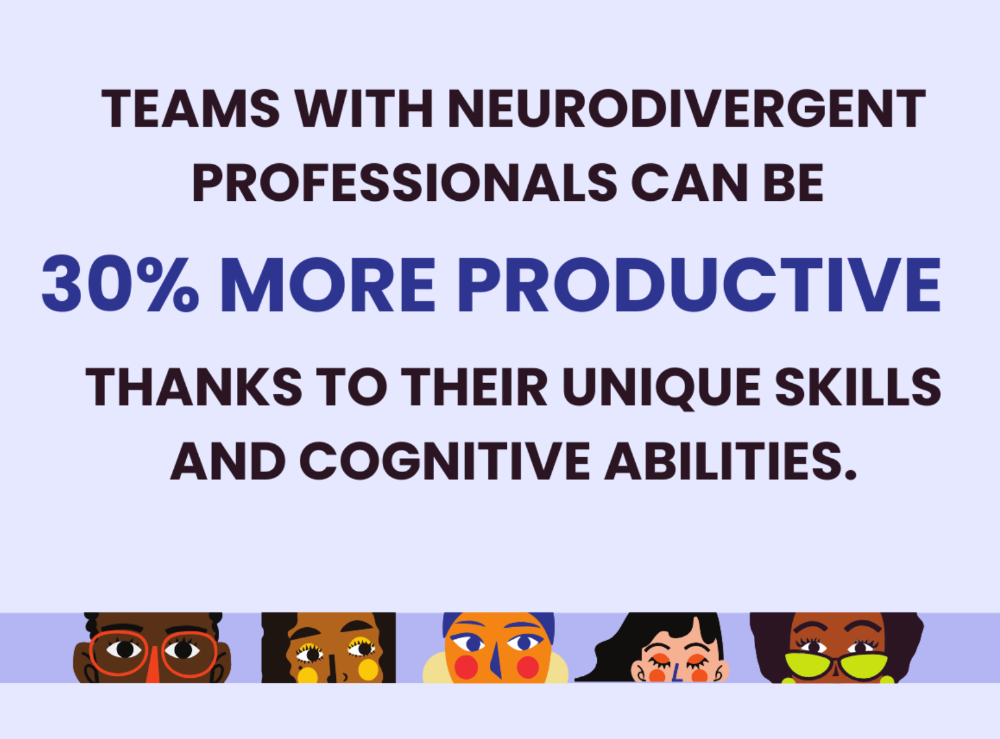 TEAMS WITH NEURODIVERGENT
PROFESSIONALS CAN BE
30% MORE PRODUCTIVE
THANKS TO THEIR UNIQUE SKILLS
AND COGNITIVE ABILITIES.